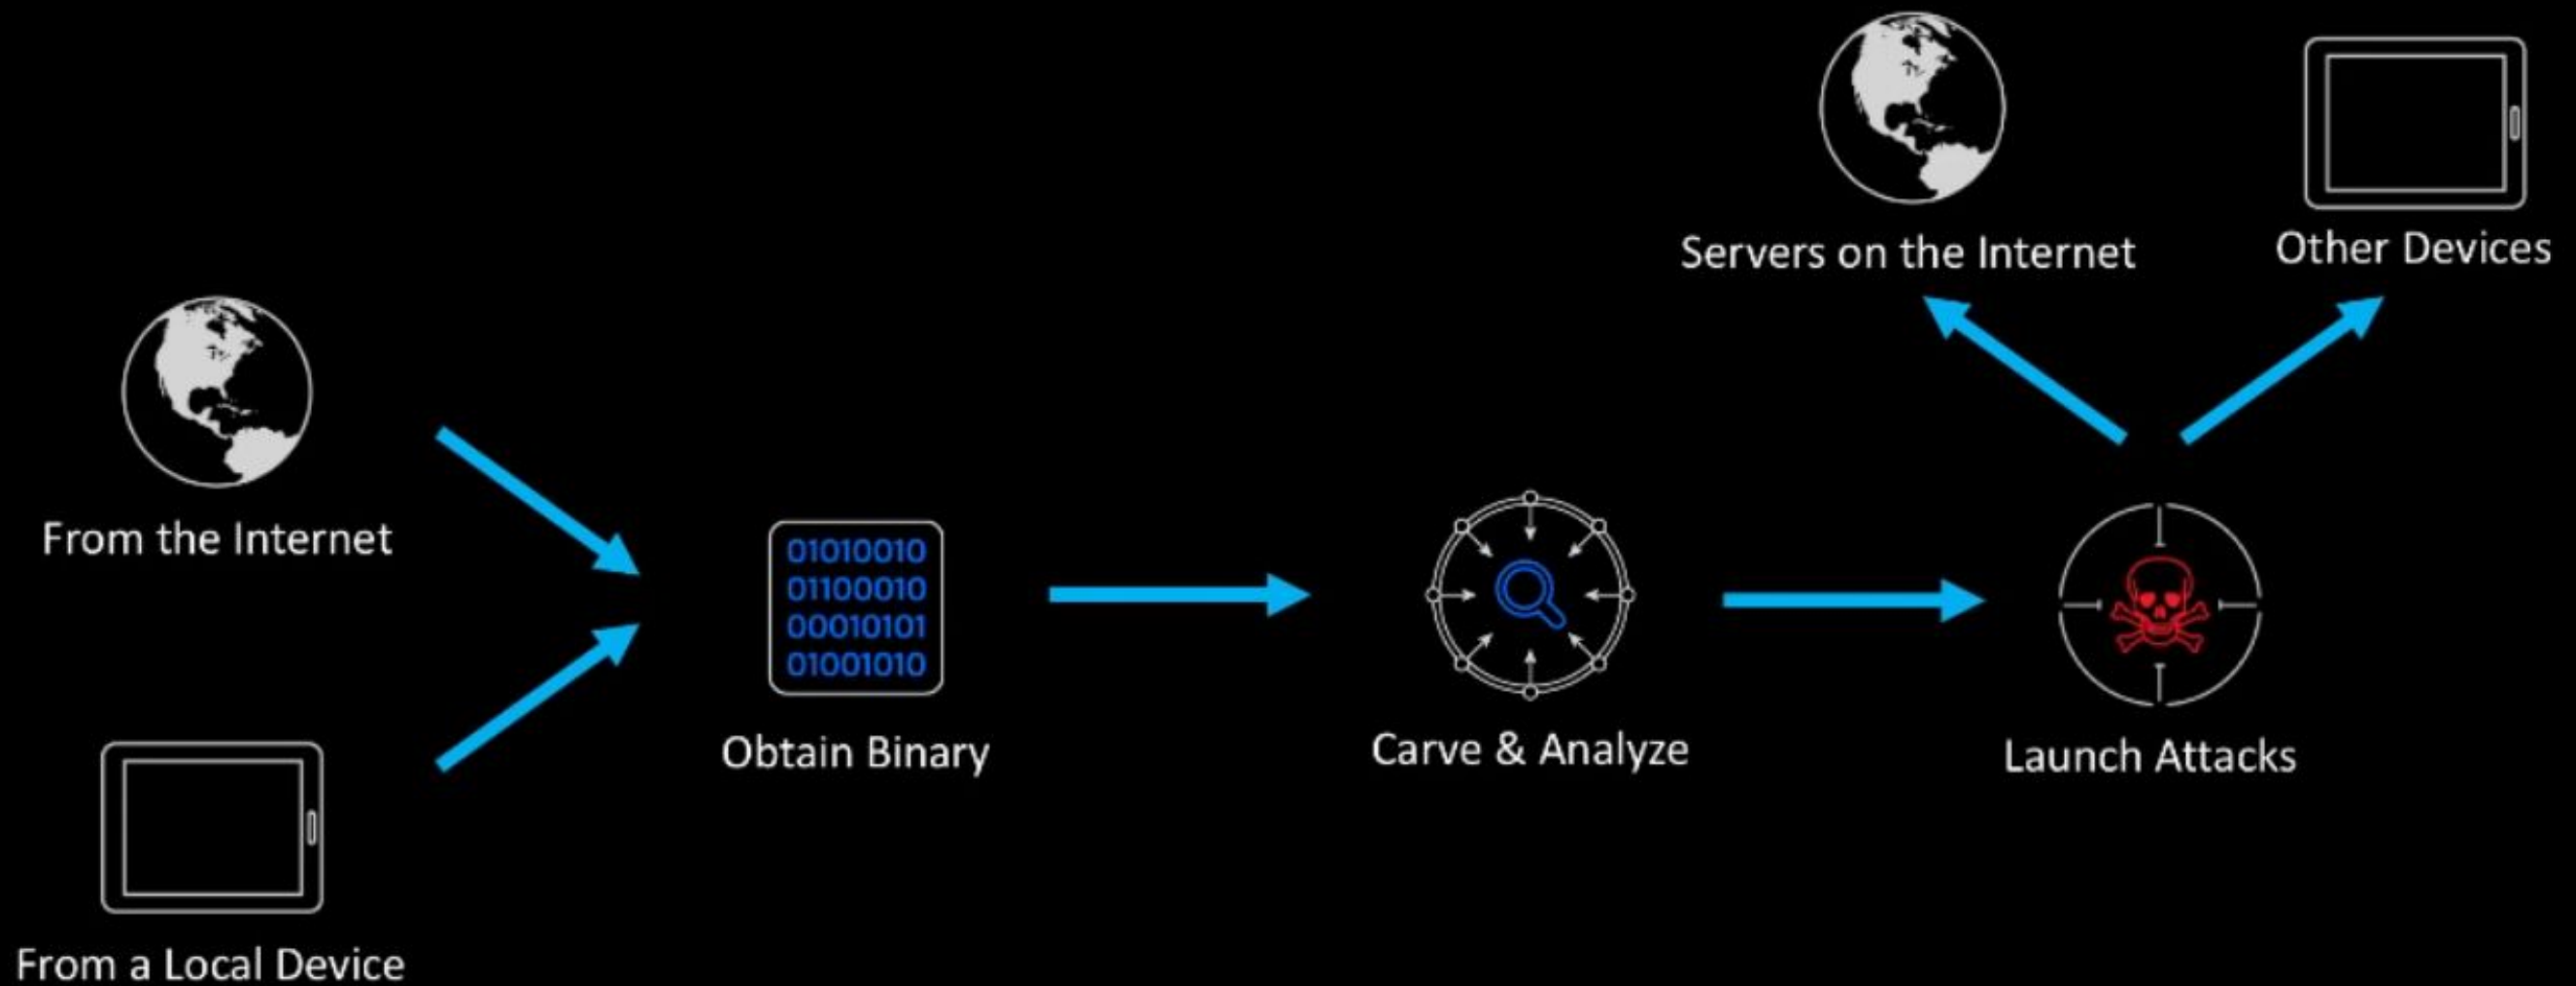 From the Internet
From a Local Device
01010010
01100010
00010101
01001010
Obtain Binary
Carve & Analyze
Launch Attacks
Servers on the Internet
Other Devices